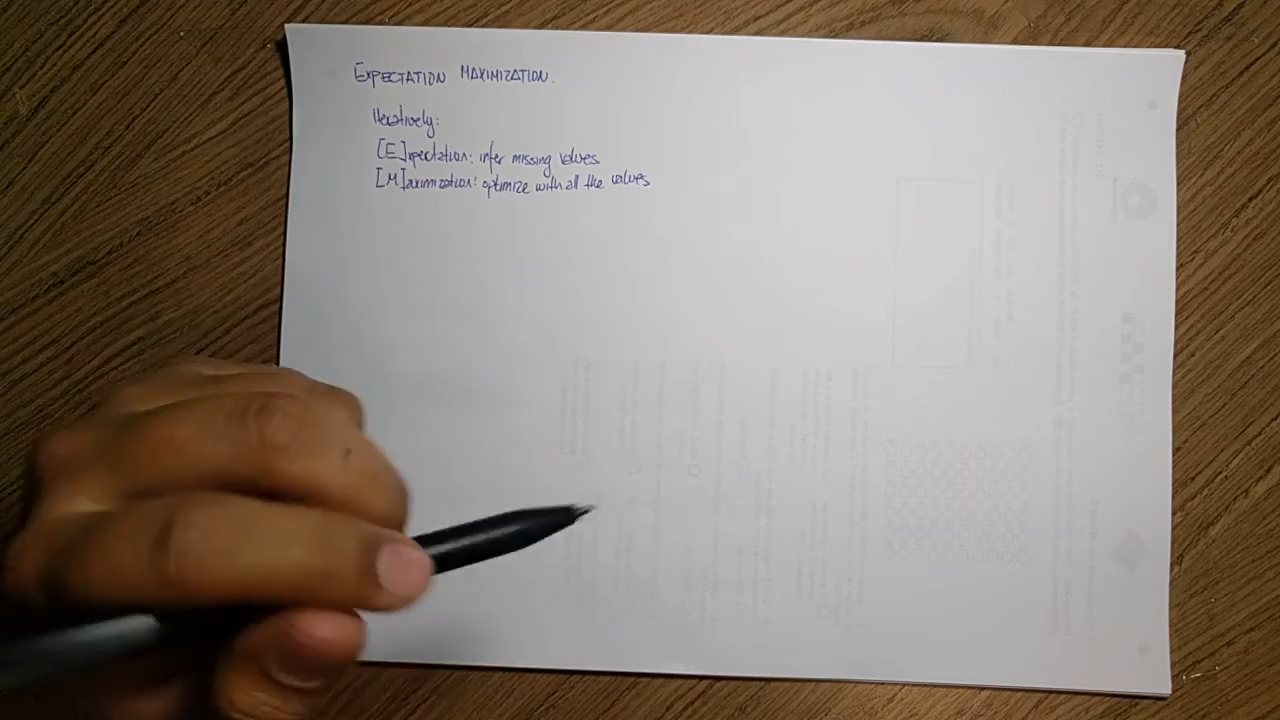 EXPECTATION MAXIMIZATION.
Iteratively:
[E]xpectation: infer missing values
[M]aximization: optimize with all the values